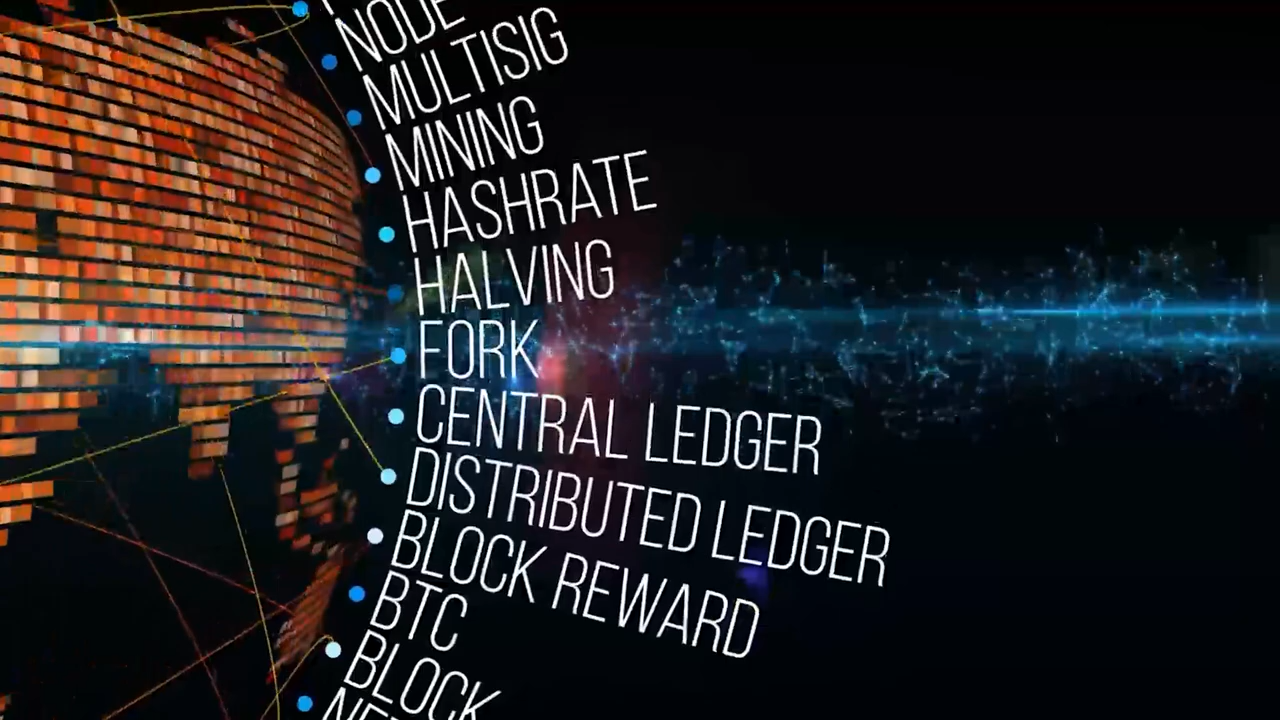 NODE
MULTISIG
MINING
HASHRATE
HALVING
FORK
CENTRAL LEDGER
DISTRIBUTED LEDGER
BLOCK REWARD
BTC
BLOCK